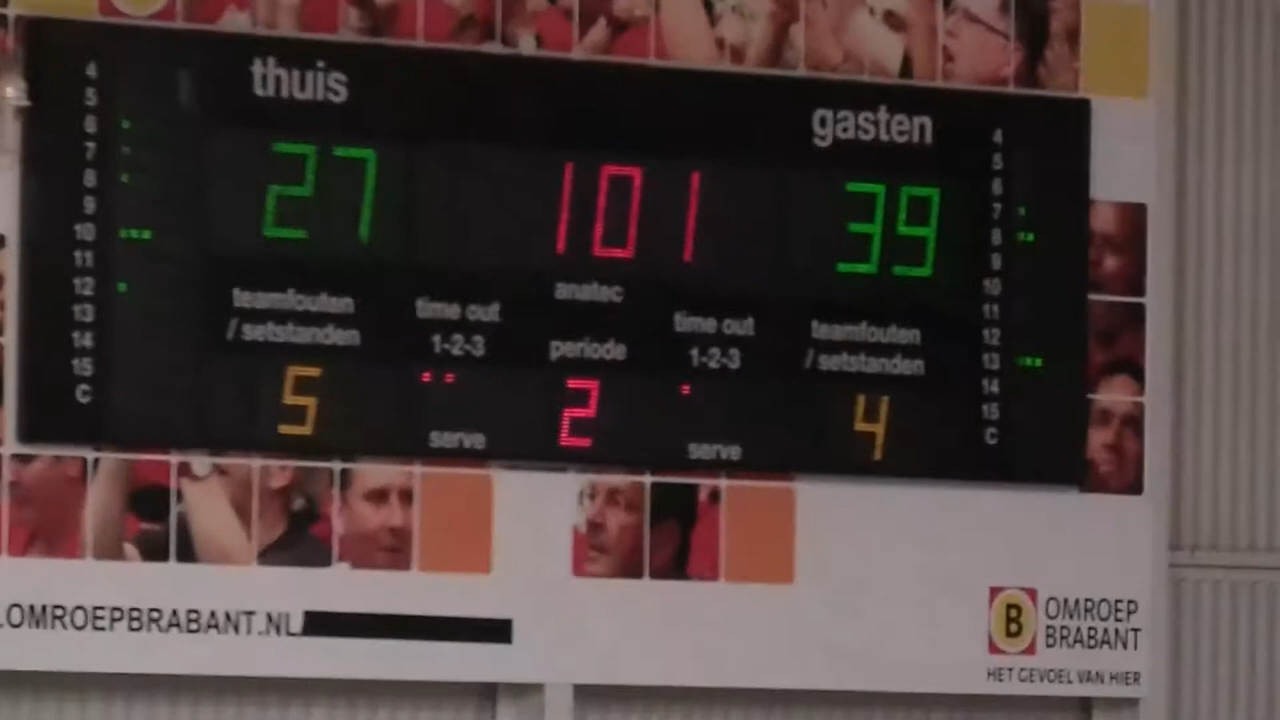 thuis
gasten
4
5
6
7
8
9
10
11
12
13
14
15
C
27
101
39
4
5
6
7
8
9
10
11
12
13
14
15
C
anatec
teamfouten
/ setstanden
time out
1-2-3
periode
time out
1-2-3
teamfouten
/ setstanden
5
2
4
serve
serve
.OMROEPBRABANT.NL
B
OMROEP
BRABANT
HET GEVOEL VAN HIER